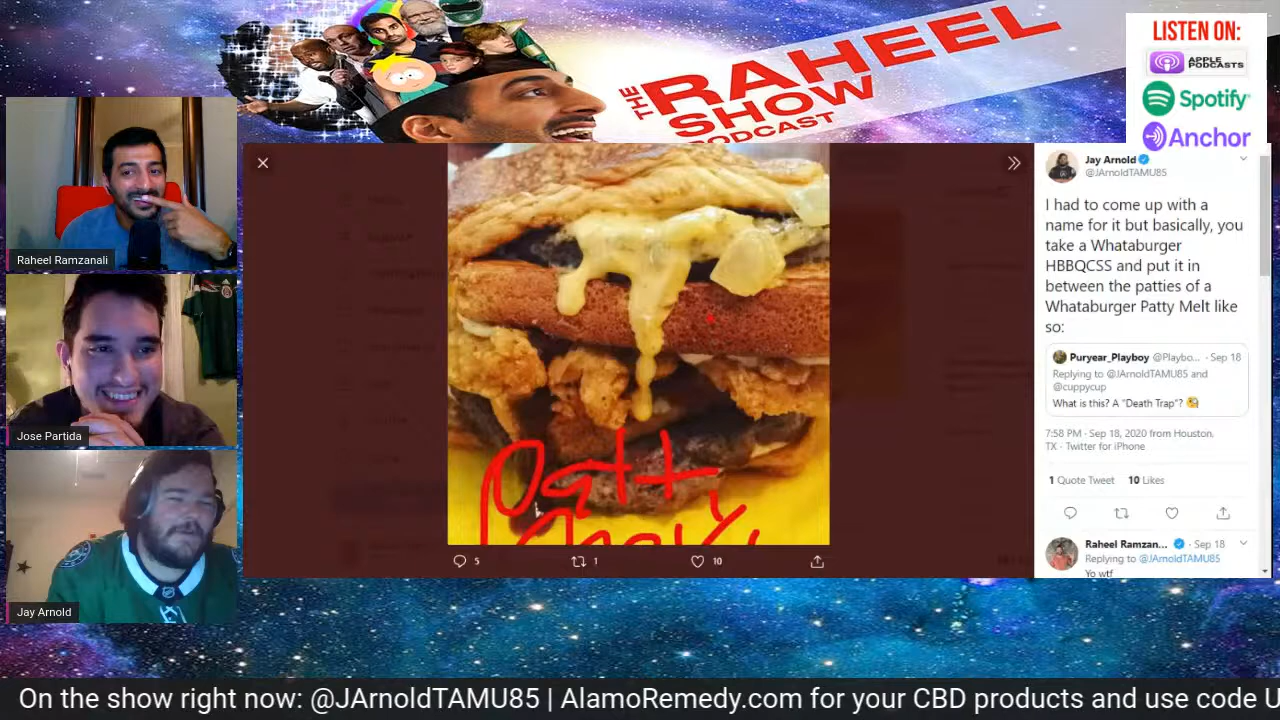 THE
RAHEEL
SHOW
PODCAST
LISTEN ON:
APPLE
PODCASTS
Spotify
Anchor
Raheel Ramzanali
Jose Partida
Jay Arnold
Patt
5
1
10
Jay Arnold
@JArnoldTAMU85
I had to come up with a
name for it but basically, you
take a Whataburger
HBBQCSS and put it in
between the patties of a
Whataburger Patty Melt like
so:
Puryear_Playboy @Playbo... · Sep 18
Replying to @JArnoldTAMU85 and
@cuppycup
What is this? A "Death Trap"?
7:58 PM · Sep 18, 2020 from Houston,
TX · Twitter for iPhone
1 Quote Tweet 10 Likes
Raheel Ramzan... · Sep 18
Replying to @JArnoldTAMU85
Yo wtf
On the show right now: @JArnoldTAMU85 | AlamoRemedy.com for your CBD products and use code U